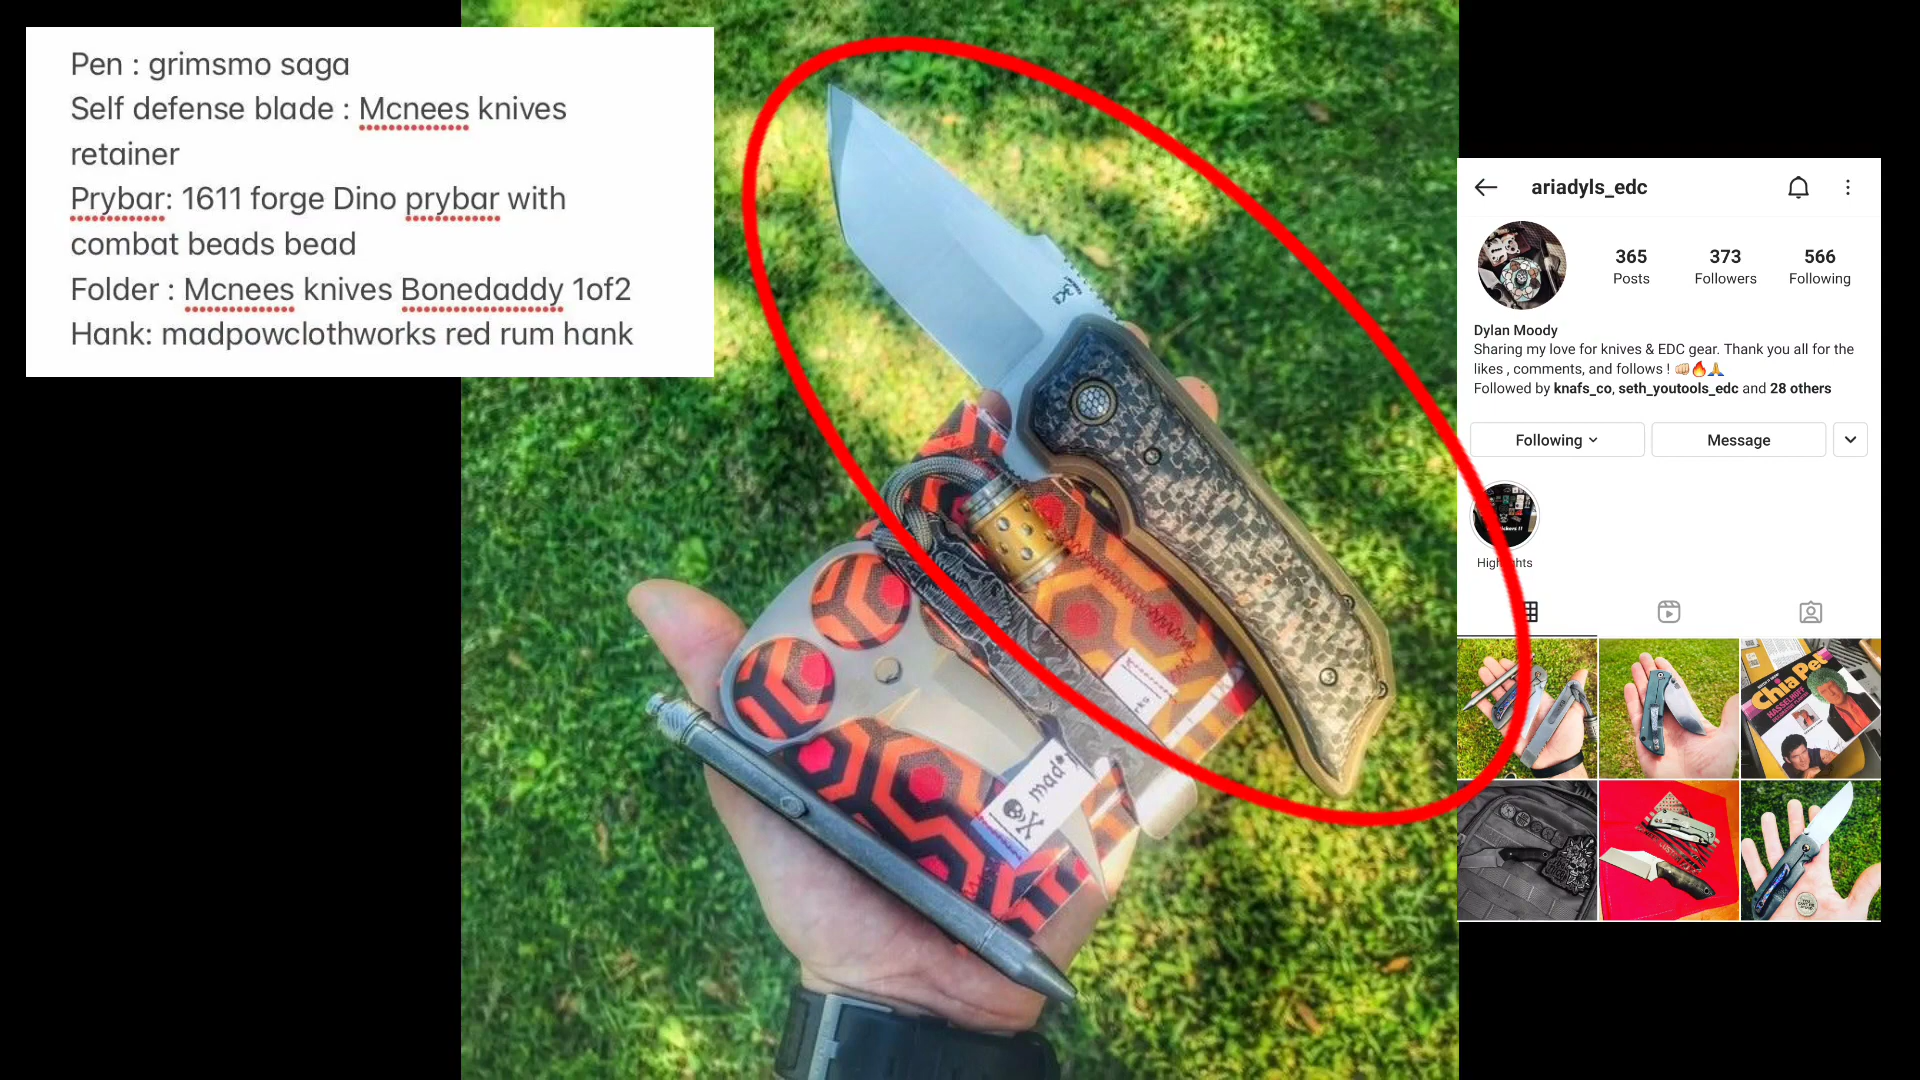 Pen : grimsmo saga
Self defense blade : Mcnees knives
retainer
Prybar: 1611 forge Dino prybar with
combat beads bead
Folder : Mcnees knives Bonedaddy 1of2
Hank: madpowclothworks red rum hank
ariadyls_edc
365
373
566
Posts
Followers
Following
Dylan Moody
Sharing my love for knives & EDC gear. Thank you all for the
likes , comments, and follows ! 👊🏻🔥🙏
Followed by knafs_co, seth_youtools_edc and 28 others
Following
Message
Highlights
Chia Pet
HASSELHOFF
mad*